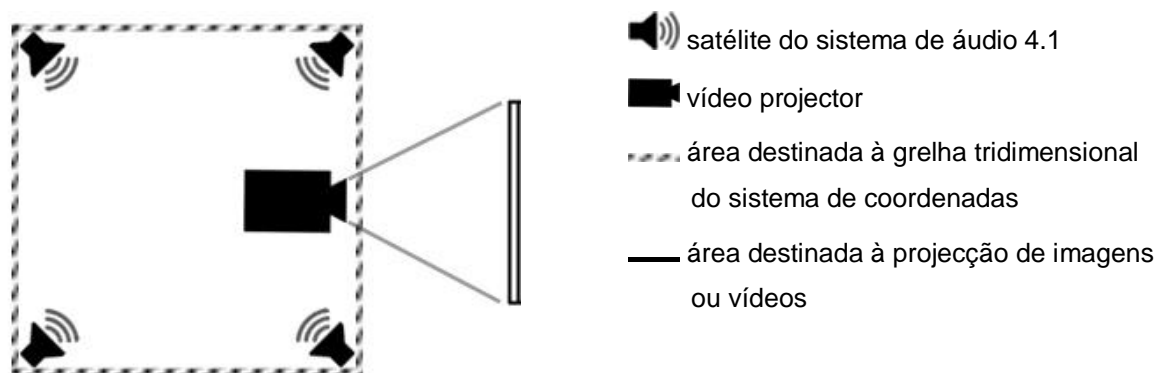 satélite do sistema de áudio 4.1
vídeo projector
área destinada à grelha tridimensional
do sistema de coordenadas
área destinada à projecção de imagens
ou vídeos